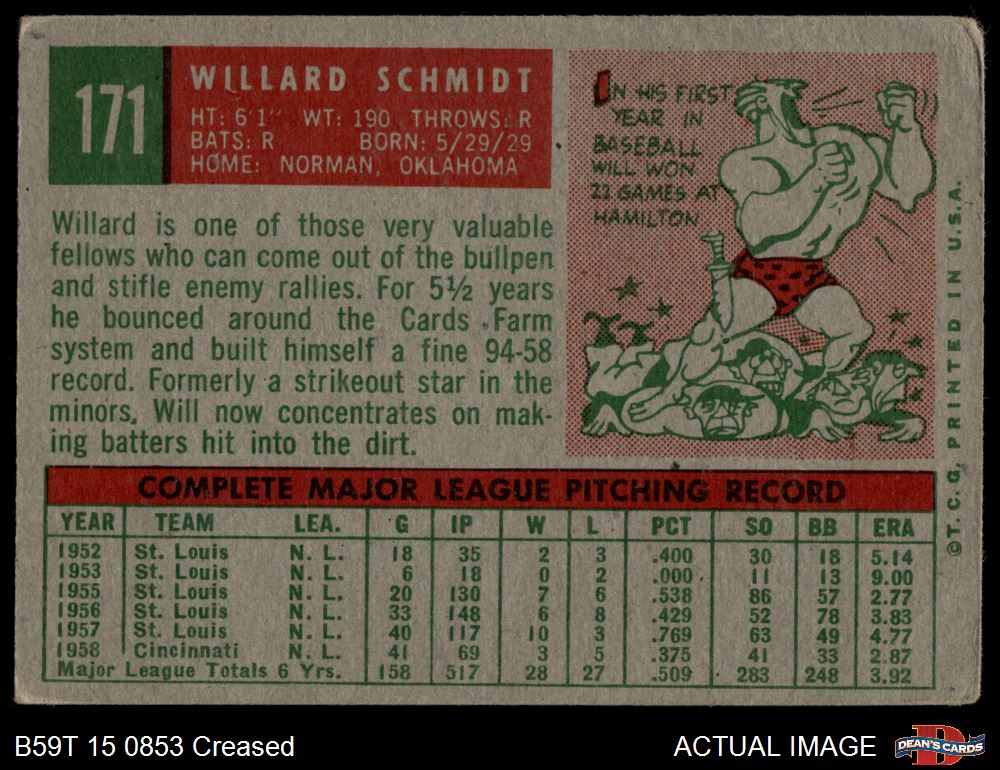 171
WILLARD SCHMIDT
HT: 6'1" WT: 190 THROWS: R
BATS: R BORN: 5/29/29
HOME: NORMAN, OKLAHOMA
Willard is one of those very valuable
fellows who can come out of the bullpen
and stifle enemy rallies. For 5½ years
he bounced around the Cards Farm
system and built himself a fine 94-58
record. Formerly a strikeout star in the
minors, Will now concentrates on mak-
ing batters hit into the dirt.
IN HIS FIRST
YEAR IN
BASEBALL
WILL WON
22 GAMES AT
HAMILTON
COMPLETE MAJOR LEAGUE PITCHING RECORD
YEAR TEAM LEA. G IP W L PCT SO BB ERA
1952 St. Louis N. L. 18 35 2 3 .400 30 18 5.14
1953 St. Louis N. L. 6 18 0 2 .000 11 13 9.00
1955 St. Louis N. L. 20 130 7 6 .538 86 57 2.77
1956 St. Louis N. L. 33 148 6 8 .429 52 78 3.83
1957 St. Louis N. L. 40 117 10 3 .769 63 49 4.77
1958 Cincinnati N. L. 41 69 3 5 .375 41 33 2.87
Major League Totals 6 Yrs. 158 517 28 27 .509 283 248 3.92
©T. C. G. PRINTED IN U.S.A.
B59T 15 0853 Creased
ACTUAL IMAGE
DEAN'S CARDS